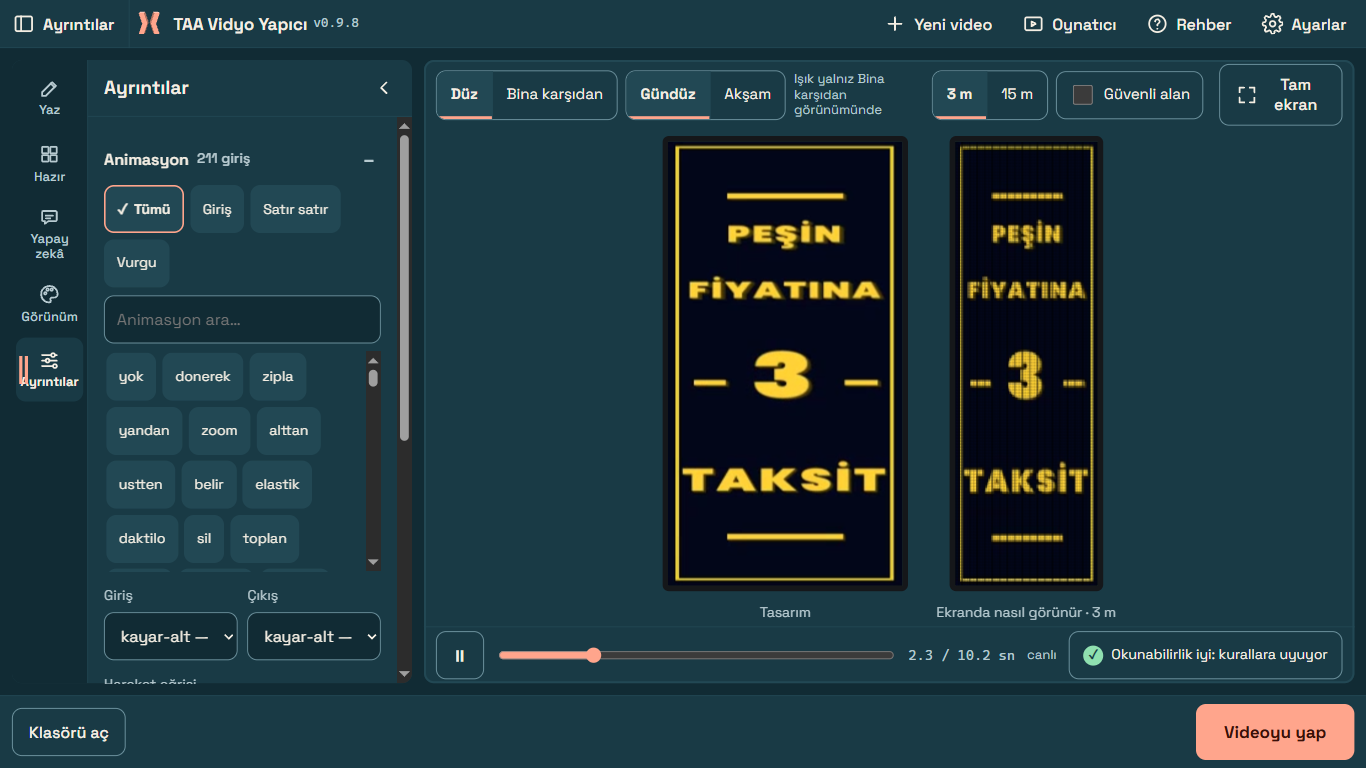 Ayrıntılar
TAA Vidyo Yapıcı v0.9.8
Yeni video
Oynatıcı
Rehber
Ayarlar
Yaz
Hazır
Yapay
zekâ
Görünüm
Ayrıntılar
Ayrıntılar
Animasyon 211 giriş
✓ Tümü
Giriş
Satır satır
Vurgu
Animasyon ara...
yok
donerek
zipla
yandan
zoom
alttan
ustten
belir
elastik
daktilo
sil
toplan
Giriş
Çıkış
kayar-alt —
kayar-alt —
Hareket eğrisi
Düz
Bina karşıdan
Gündüz
Akşam
Işık yalnız Bina
karşıdan
görünümünde
3 m
15 m
Güvenli alan
Tam
ekran
PEŞİN
FİYATINA
– 3 –
TAKSİT
PEŞİN
FİYATINA
– 3 –
TAKSİT
Tasarım
Ekranda nasıl görünür · 3 m
2.3 / 10.2 sn
canlı
Okunabilirlik iyi: kurallara uyuyor
Klasörü aç
Videoyu yap